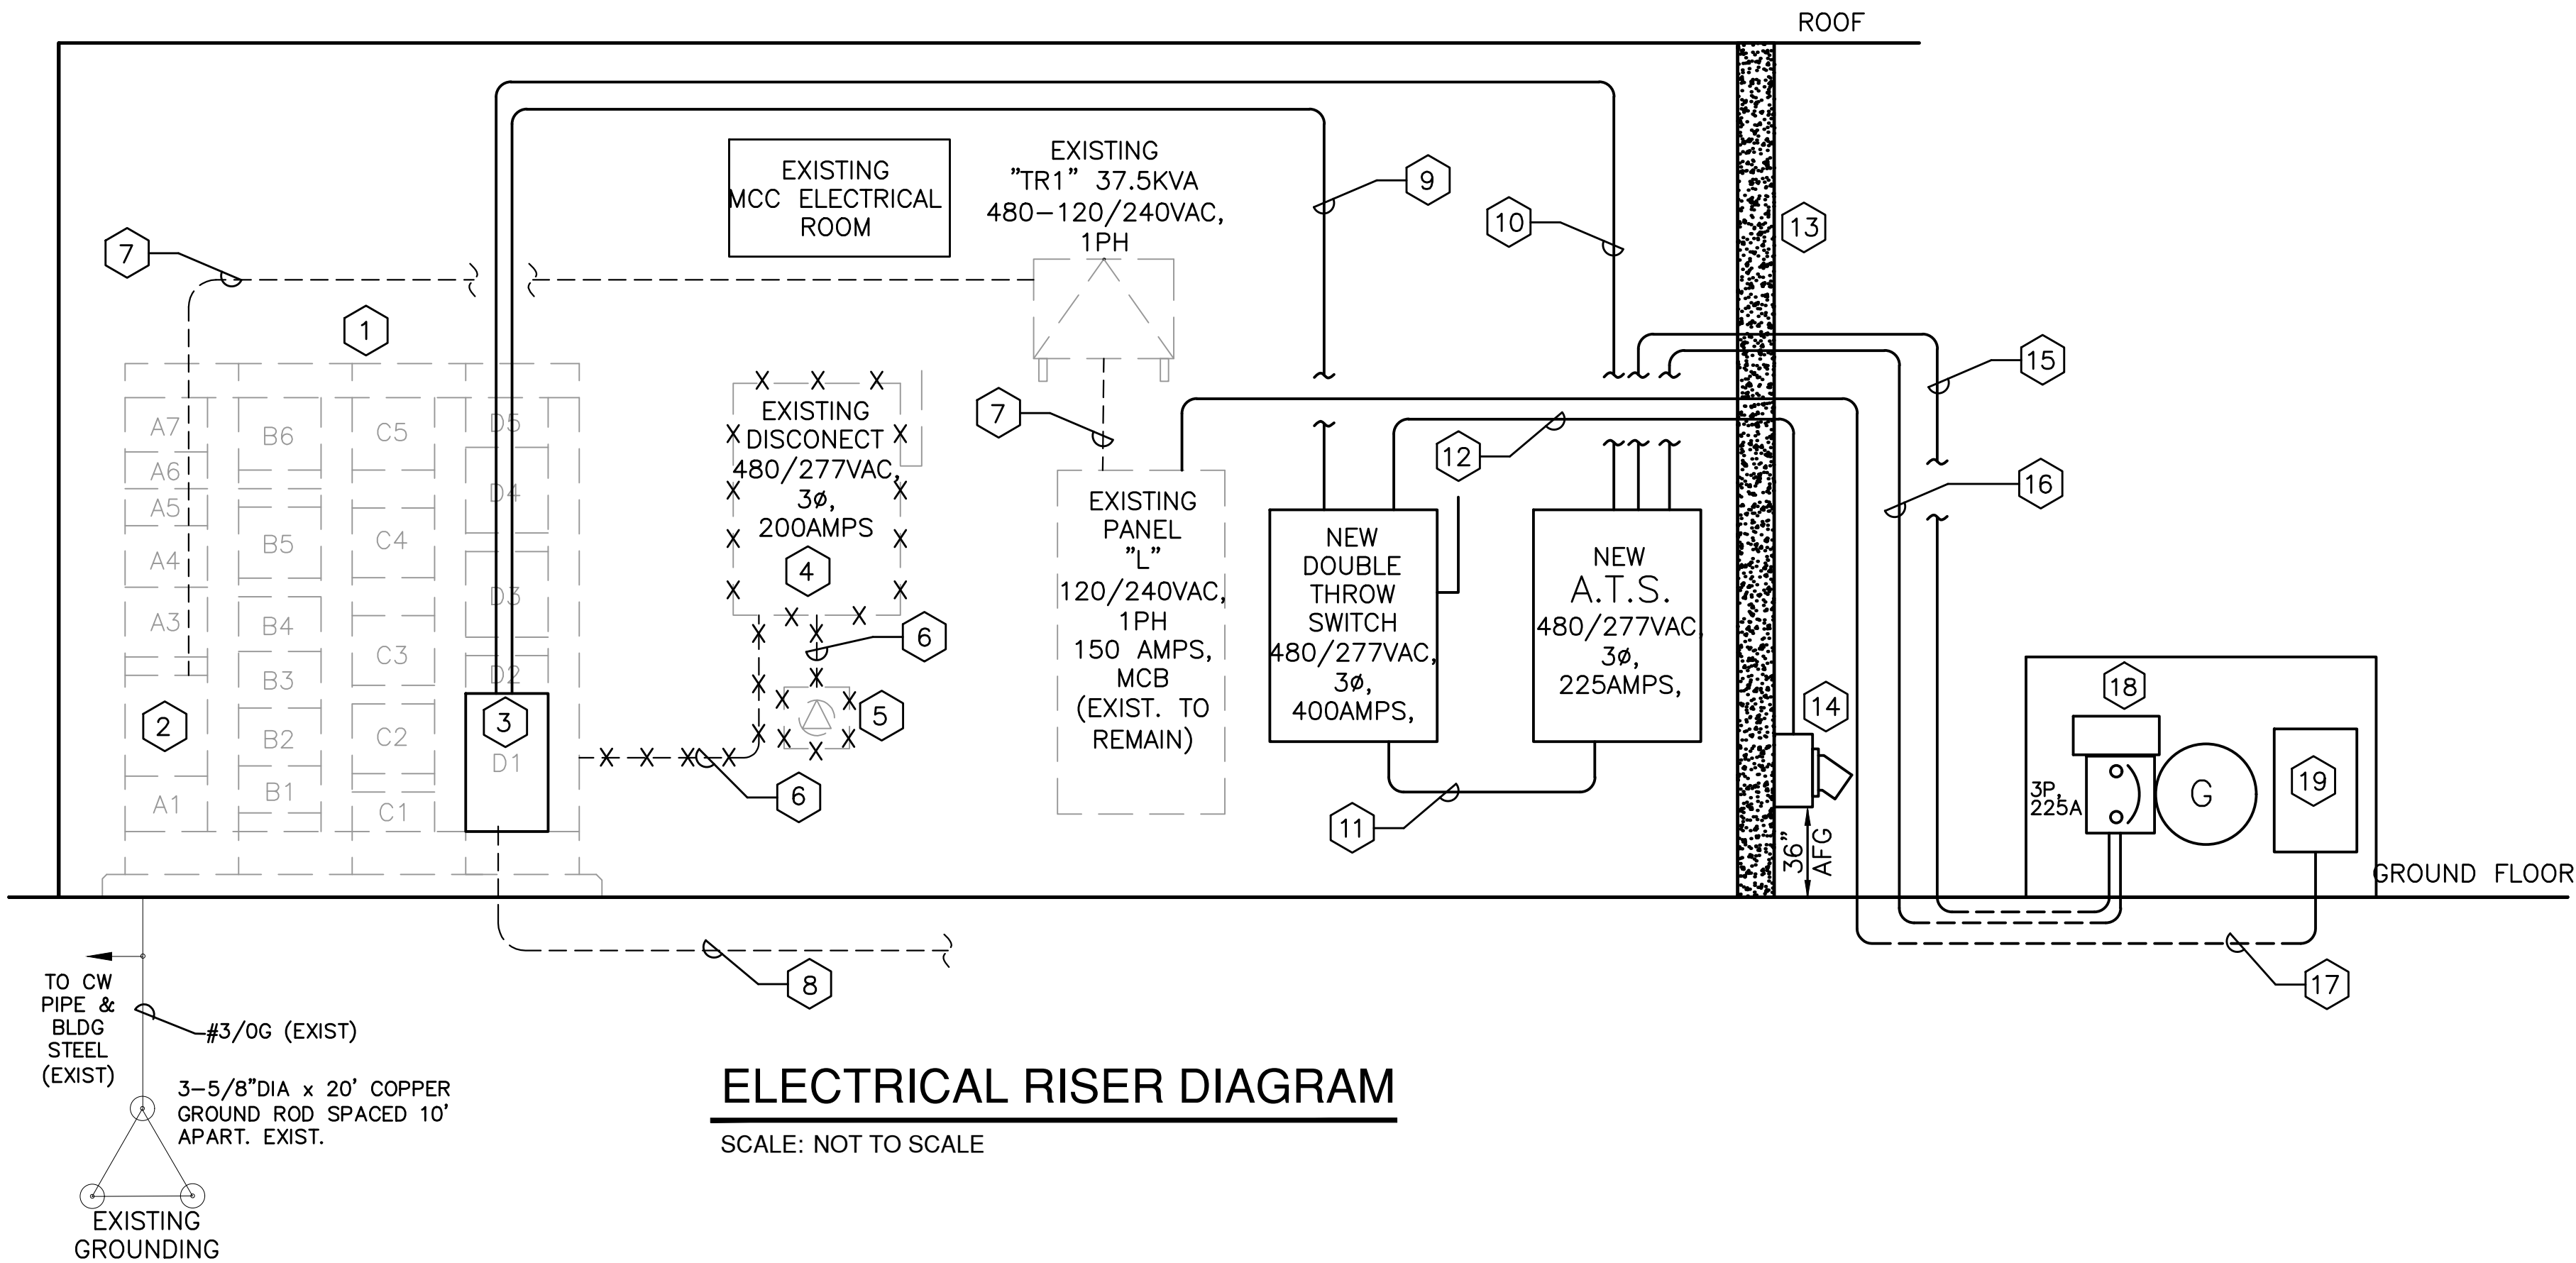 ROOF
EXISTING
MCC ELECTRICAL
ROOM
EXISTING
"TR1" 37.5KVA
480-120/240VAC,
1PH
9
10
13
7
1
15
7
12
16
A7
A6
A5
A4
A3
2
A1
B6
B5
B4
B3
B2
B1
C5
C4
C3
C2
C1
D5
D4
D3
D2
3
D1
EXISTING
DISCONECT
480/277VAC,
3ø,
200AMPS
4
6
5
6
EXISTING
PANEL
"L"
120/240VAC,
1PH
150 AMPS,
MCB
(EXIST. TO
REMAIN)
NEW
DOUBLE
THROW
SWITCH
480/277VAC,
3ø,
400AMPS,
NEW
A.T.S.
480/277VAC,
3ø,
225AMPS,
11
14
36"
AFG
18
3P,
225A
G
19
GROUND FLOOR
8
17
TO CW
PIPE &
BLDG
STEEL
(EXIST)
#3/0G (EXIST)
3-5/8"DIA x 20' COPPER
GROUND ROD SPACED 10'
APART. EXIST.
EXISTING
GROUNDING
ELECTRICAL RISER DIAGRAM
SCALE: NOT TO SCALE